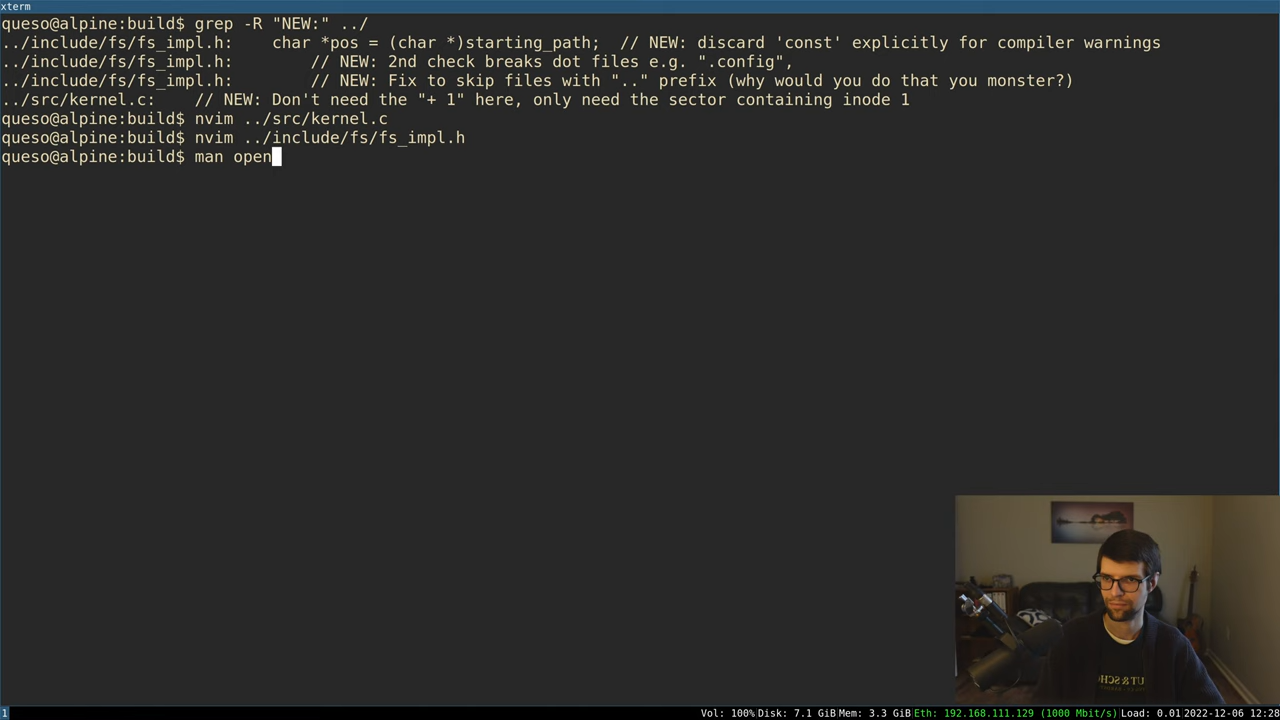 xterm
queso@alpine:build$ grep -R "NEW:" ../
../include/fs/fs_impl.h:    char *pos = (char *)starting_path;  // NEW: discard 'const' explicitly for compiler warnings
../include/fs/fs_impl.h:        // NEW: 2nd check breaks dot files e.g. ".config",
../include/fs/fs_impl.h:        // NEW: Fix to skip files with ".." prefix (why would you do that you monster?)
../src/kernel.c:    // NEW: Don't need the "+ 1" here, only need the sector containing inode 1
queso@alpine:build$ nvim ../src/kernel.c
queso@alpine:build$ nvim ../include/fs/fs_impl.h
queso@alpine:build$ man open
1 Vol: 100% Disk: 7.1 GiB Mem: 3.3 GiB Eth: 192.168.111.129 (1000 Mbit/s) Load: 0.01 2022-12-06 12:28